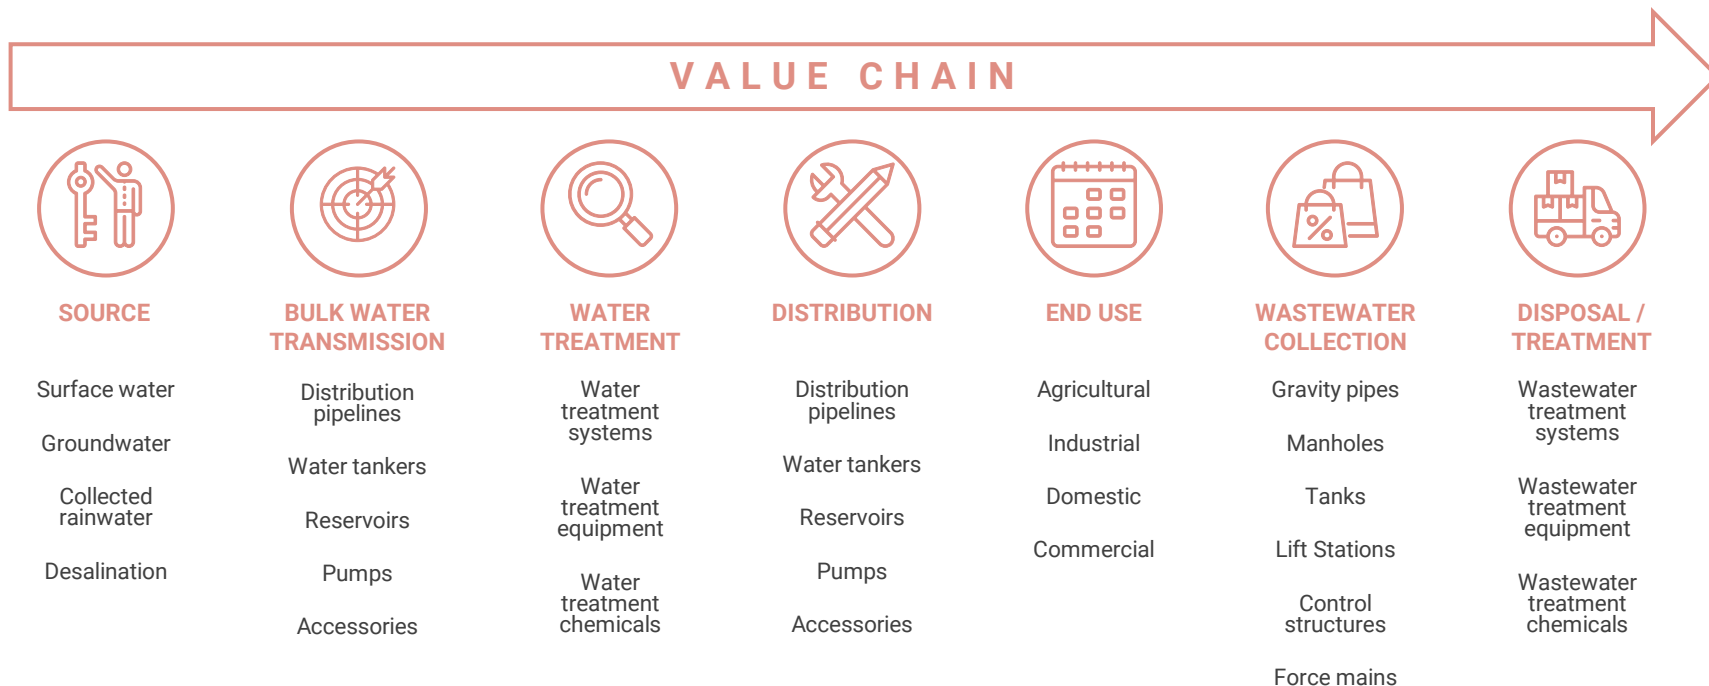 VALUE CHAIN
SOURCE
Surface water
Groundwater
Collected
rainwater
Desalination
BULK WATER
TRANSMISSION
Distribution
pipelines
Water tankers
Reservoirs
Pumps
Accessories
WATER
TREATMENT
Water
treatment
systems
Water
treatment
equipment
Water
treatment
chemicals
DISTRIBUTION
Distribution
pipelines
Water tankers
Reservoirs
Pumps
Accessories
END USE
Agricultural
Industrial
Domestic
Commercial
%
WASTEWATER
COLLECTION
Gravity pipes
Manholes
Tanks
Lift Stations
Control
structures
Force mains
DISPOSAL /
TREATMENT
Wastewater
treatment
systems
Wastewater
treatment
equipment
Wastewater
treatment
chemicals